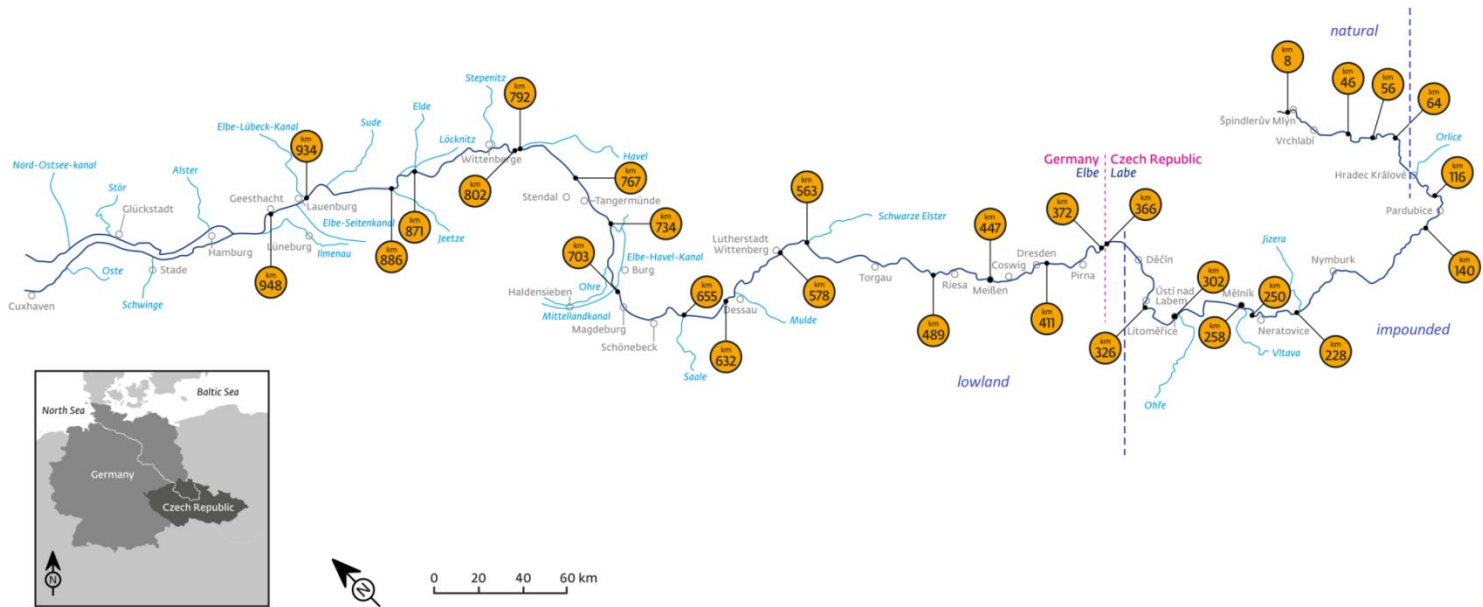 natural
km
8
km
46
km
56
km
64
Špindlerův Mlýn
Vrchlabí
Orlice
Hradec Králové
km
116
Pardubice
km
140
impounded
Nymburk
Jizera
km
228
Neratovice
km
250
Mělník
Vltava
km
258
km
302
Ústí nad
Labem
Litoměřice
Ohře
km
326
Děčín
Germany
Czech Republic
Elbe
Labe
km
366
km
372
lowland
Pirna
Dresden
km
411
Coswig
Meißen
km
447
Riesa
km
489
Torgau
Schwarze Elster
km
563
Lutherstadt
Wittenberg
km
578
Mulde
Dessau
km
632
km
655
Saale
Schönebeck
Magdeburg
Mittellandkanal
Haldensieben
Ohre
Burg
Elbe-Havel-Kanal
km
703
km
734
Tangermünde
Stendal
km
767
Havel
km
792
km
802
Wittenberge
Stepenitz
Löcknitz
Elde
km
871
km
886
Jeetze
Sude
Elbe-Seitenkanal
Elbe-Lübeck-Kanal
km
934
Lauenburg
Geesthacht
km
948
Ilmenau
Lüneburg
Alster
Hamburg
Stade
Schwinge
Stör
Glückstadt
Nord-Ostsee-kanal
Oste
Cuxhaven
North Sea
Baltic Sea
Germany
Czech Republic
N
N
0 20 40 60 km